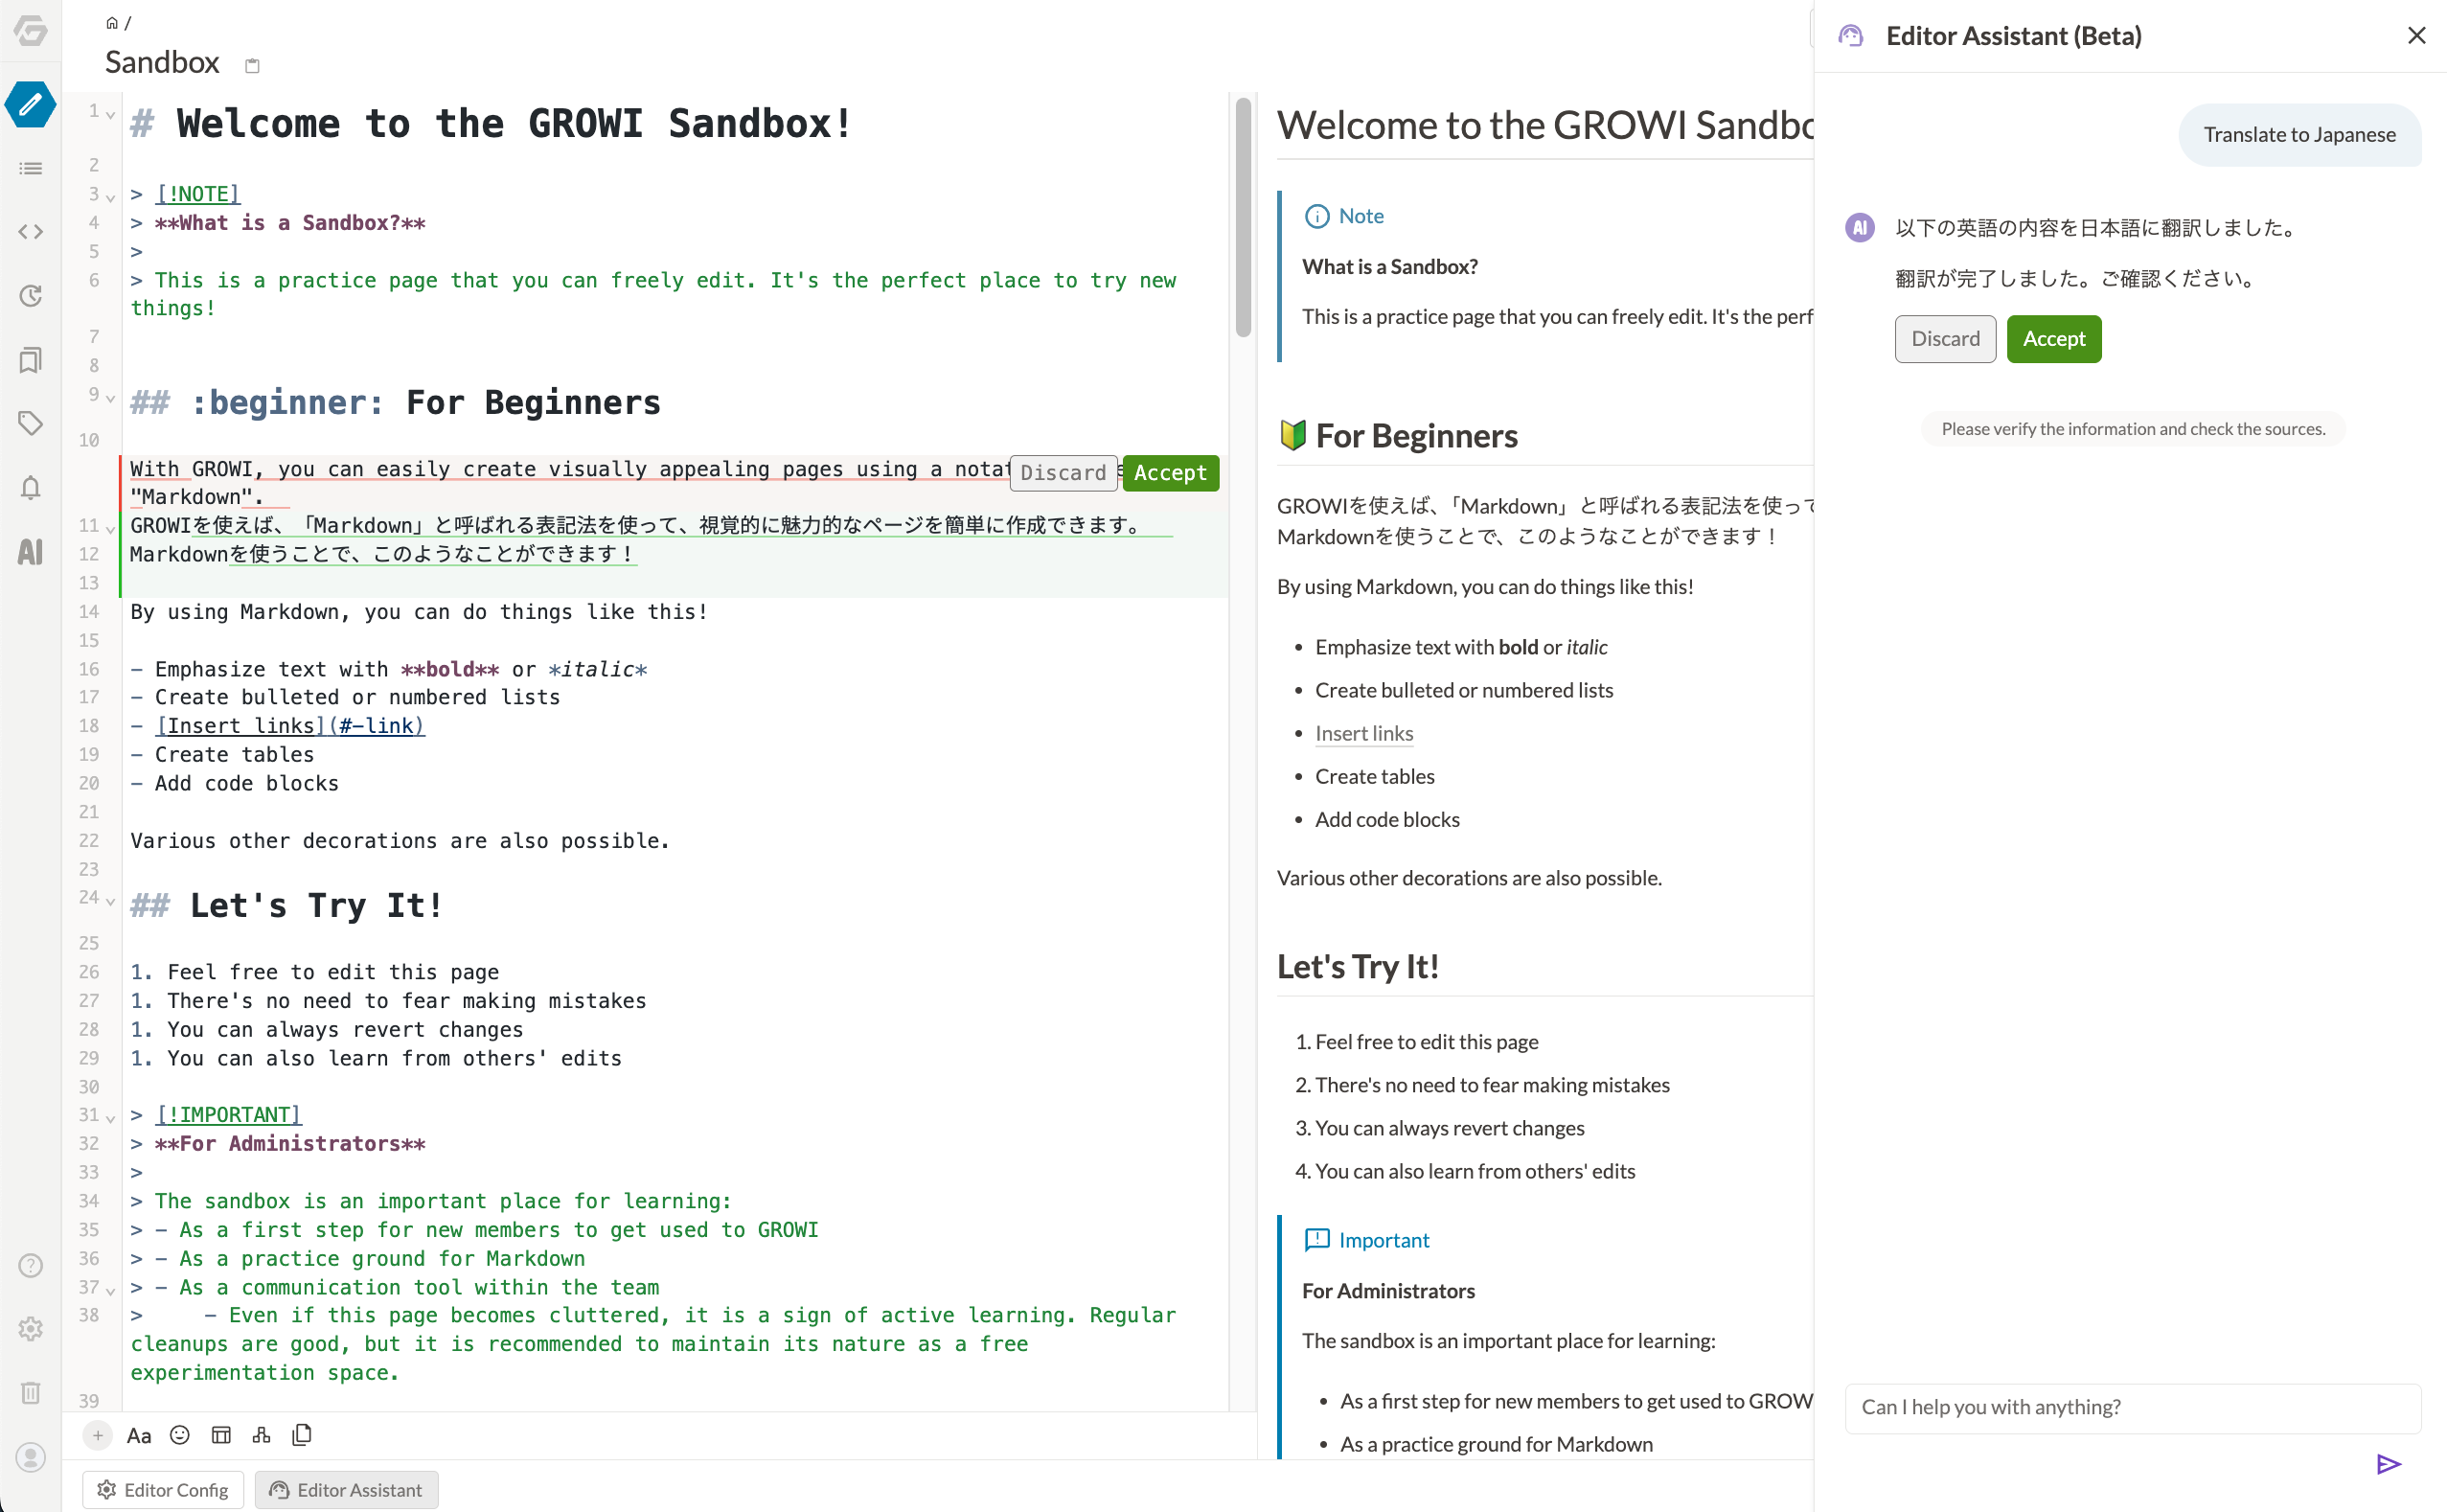 /
Sandbox
1
# Welcome to the GROWI Sandbox!
2
3
> [!NOTE]
4
> **What is a Sandbox?**
5
>
6
> This is a practice page that you can freely edit. It's the perfect place to try new
things!
7
8
9
## :beginner: For Beginners
10
With GROWI, you can easily create visually appealing pages using a
"Markdown".
Discard
Accept
11
GROWIを使えば、「Markdown」と呼ばれる表記法を使って、視覚的に魅力的なページを簡単に作成できます。
12
Markdownを使うことで、このようなことができます！
13
14
By using Markdown, you can do things like this!
15
16
- Emphasize text with **bold** or *italic*
17
- Create bulleted or numbered lists
18
- [Insert links](#-link)
19
- Create tables
20
- Add code blocks
21
22
Various other decorations are also possible.
23
24
## Let's Try It!
25
26
1. Feel free to edit this page
27
1. There's no need to fear making mistakes
28
1. You can always revert changes
29
1. You can also learn from others' edits
30
31
> [!IMPORTANT]
32
> **For Administrators**
33
>
34
> The sandbox is an important place for learning:
35
> - As a first step for new members to get used to GROWI
36
> - As a practice ground for Markdown
37
> - As a communication tool within the team
38
>     - Even if this page becomes cluttered, it is a sign of active learning. Regular
cleanups are good, but it is recommended to maintain its nature as a free
experimentation space.
39
AI
+
Aa
Editor Config
Editor Assistant
Welcome to the GROWI
Note
What is a Sandbox?
This is a practice page that you can freely edit. It's the
🔰 For Beginners
GROWIを使えば、「Markdown」と呼ばれる表記法を使って
Markdownを使うことで、このようなことができます！
By using Markdown, you can do things like this!
• Emphasize text with bold or italic
• Create bulleted or numbered lists
• Insert links
• Create tables
• Add code blocks
Various other decorations are also possible.
Let's Try It!
1. Feel free to edit this page
2. There's no need to fear making mistakes
3. You can always revert changes
4. You can also learn from others' edits
Important
For Administrators
The sandbox is an important place for learning:
• As a first step for new members to get used to GROW
• As a practice ground for Markdown
Editor Assistant (Beta)
Translate to Japanese
AI
以下の英語の内容を日本語に翻訳しました。
翻訳が完了しました。ご確認ください。
Discard
Accept
Please verify the information and check the sources.
Can I help you with anything?